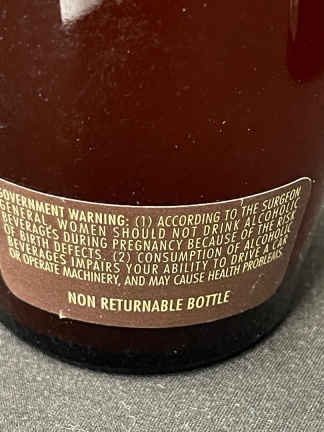 GOVERNMENT WARNING: (1) ACCORDING TO THE SURGEON
GENERAL, WOMEN SHOULD NOT DRINK ALCOHOLIC
BEVERAGES DURING PREGNANCY BECAUSE OF THE RISK
OF BIRTH DEFECTS. (2) CONSUMPTION OF ALCOHOLIC
BEVERAGES IMPAIRS YOUR ABILITY TO DRIVE A CAR
OR OPERATE MACHINERY, AND MAY CAUSE HEALTH PROBLEMS
NON RETURNABLE BOTTLE